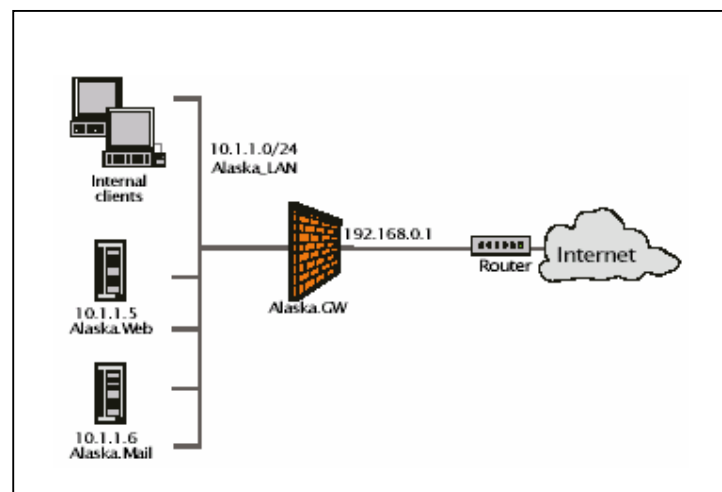 10.1.1.0/24
Alaska_LAN
Internal
clients
192.168.0.1
Internet
Router
Alaska.GW
10.1.1.5
Alaska.Web
10.1.1.6
Alaska.Mail